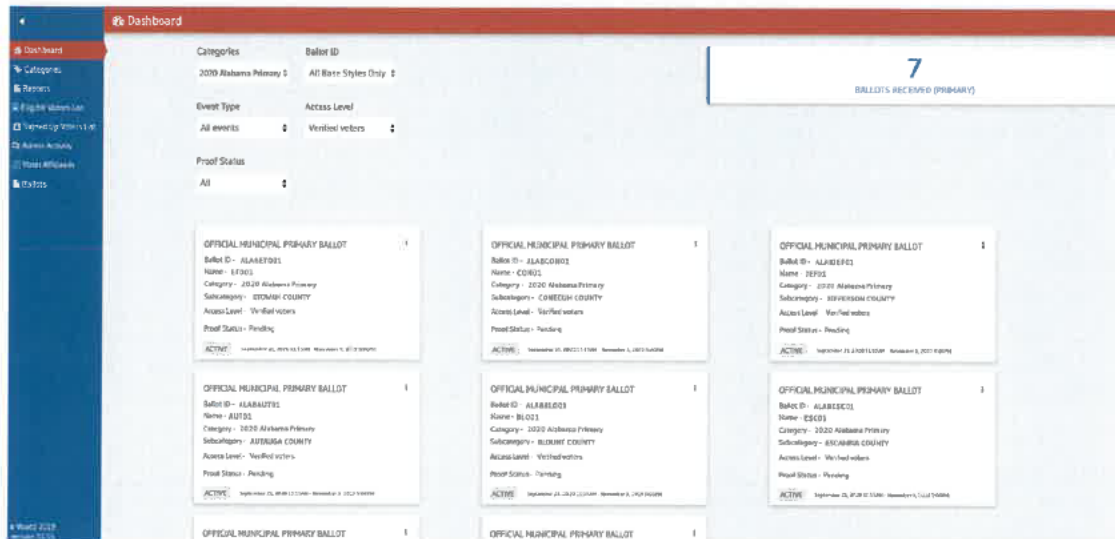 Dashboard
Dashboard
Categories
Reports
Eligible Voters List
Signed Up Voters List
Admin Activity
Voter Affidavits
Ballots
Categories
Ballot ID
2020 Alabama Primary
All Base Styles Only
Event Type
Access Level
All events
Verified voters
Proof Status
All
7
BALLOTS RECEIVED (PRIMARY)
OFFICIAL MUNICIPAL PRIMARY BALLOT
Ballot ID - ALABETO01
Name - ETO01
Category - 2020 Alabama Primary
Subcategory - ETOWAH COUNTY
Access Level - Verified voters
Proof Status - Pending
ACTIVE
OFFICIAL MUNICIPAL PRIMARY BALLOT
Ballot ID - ALABCON01
Name - CON01
Category - 2020 Alabama Primary
Subcategory - CONECUH COUNTY
Access Level - Verified voters
Proof Status - Pending
ACTIVE
OFFICIAL MUNICIPAL PRIMARY BALLOT
Ballot ID - ALABJEF01
Name - JEF01
Category - 2020 Alabama Primary
Subcategory - JEFFERSON COUNTY
Access Level - Verified voters
Proof Status - Pending
ACTIVE
OFFICIAL MUNICIPAL PRIMARY BALLOT
Ballot ID - ALABAUT01
Name - AUT01
Category - 2020 Alabama Primary
Subcategory - AUTAUGA COUNTY
Access Level - Verified voters
Proof Status - Pending
ACTIVE
OFFICIAL MUNICIPAL PRIMARY BALLOT
Ballot ID - ALABBLO01
Name - BLO01
Category - 2020 Alabama Primary
Subcategory - BLOUNT COUNTY
Access Level - Verified voters
Proof Status - Pending
ACTIVE
OFFICIAL MUNICIPAL PRIMARY BALLOT
Ballot ID - ALABESC01
Name - ESC01
Category - 2020 Alabama Primary
Subcategory - ESCAMBIA COUNTY
Access Level - Verified voters
Proof Status - Pending
ACTIVE
OFFICIAL MUNICIPAL PRIMARY BALLOT
OFFICIAL MUNICIPAL PRIMARY BALLOT